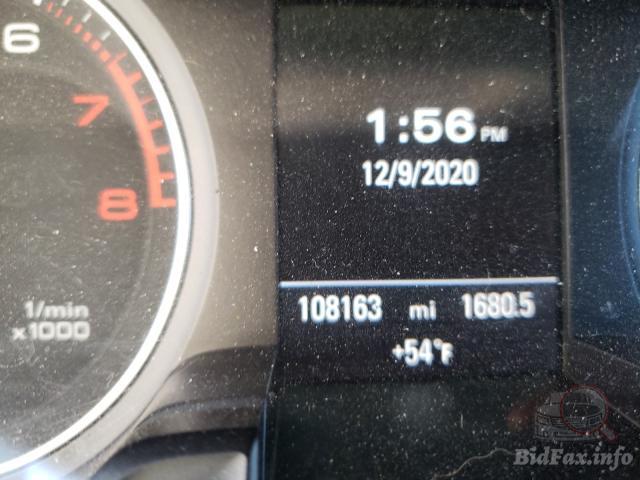 6
7
8
1/min
x1000
1:56 PM
12/9/2020
108163 mi 1680.5
+54°F
BidFax.info